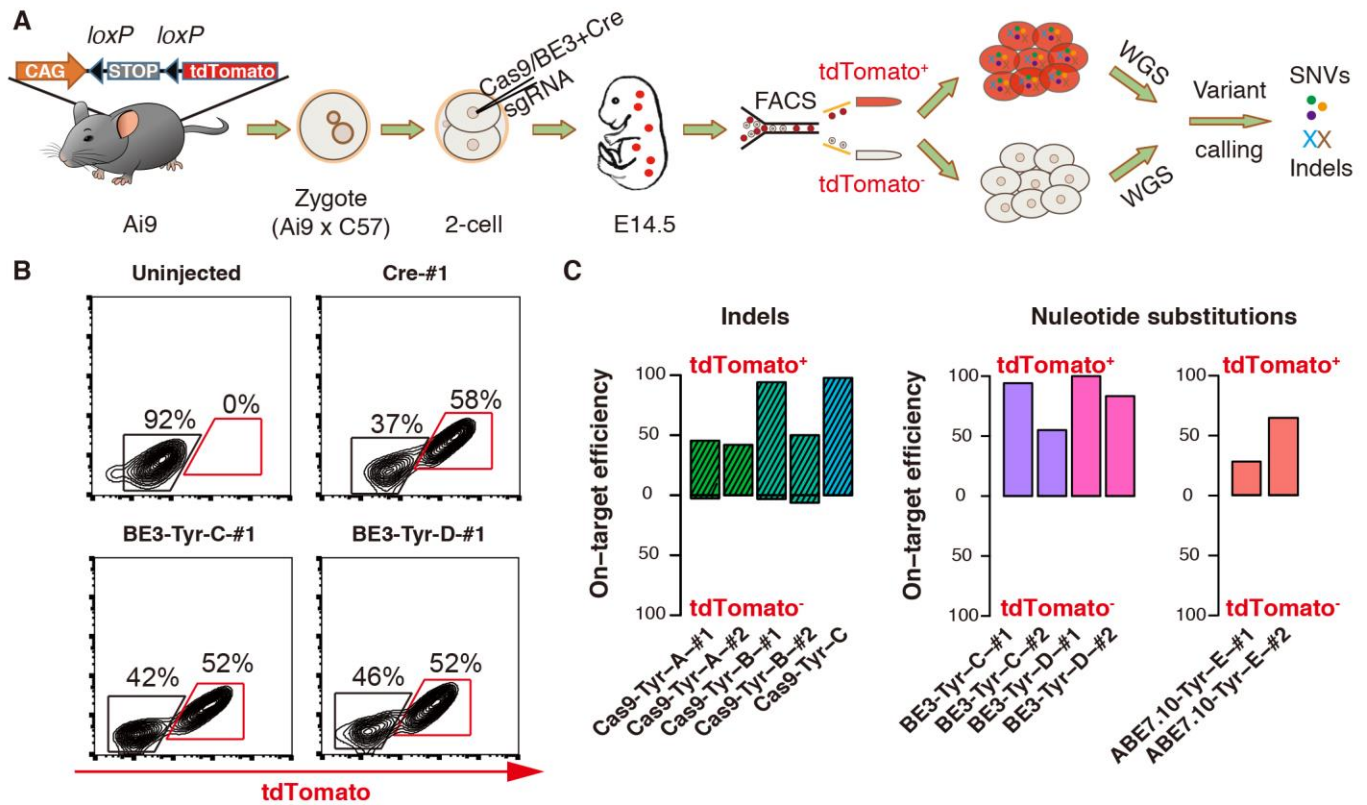 A
loxP loxP
CAG STOP tdTomato
Ai9
Zygote
(Ai9 x C57)
Cas9/BE3+Cre
sgRNA
2-cell
E14.5
FACS
tdTomato+
tdTomato-
WGS
WGS
Variant
calling
SNVs
Indels
B
Uninjected
92% 0%
Cre-#1
37% 58%
BE3-Tyr-C-#1
42% 52%
BE3-Tyr-D-#1
46% 52%
tdTomato
C
Indels
On-target efficiency
tdTomato+
100
50
0
50
100
tdTomato-
Cas9-Tyr-A-#1
Cas9-Tyr-A-#2
Cas9-Tyr-B-#1
Cas9-Tyr-B-#2
Cas9-Tyr-C
Nuleotide substitutions
On-target efficiency
tdTomato+
100
50
0
50
100
tdTomato-
BE3-Tyr-C-#1
BE3-Tyr-C-#2
BE3-Tyr-D-#1
BE3-Tyr-D-#2
tdTomato+
100
50
0
50
100
tdTomato-
ABE7.10-Tyr-E-#1
ABE7.10-Tyr-E-#2